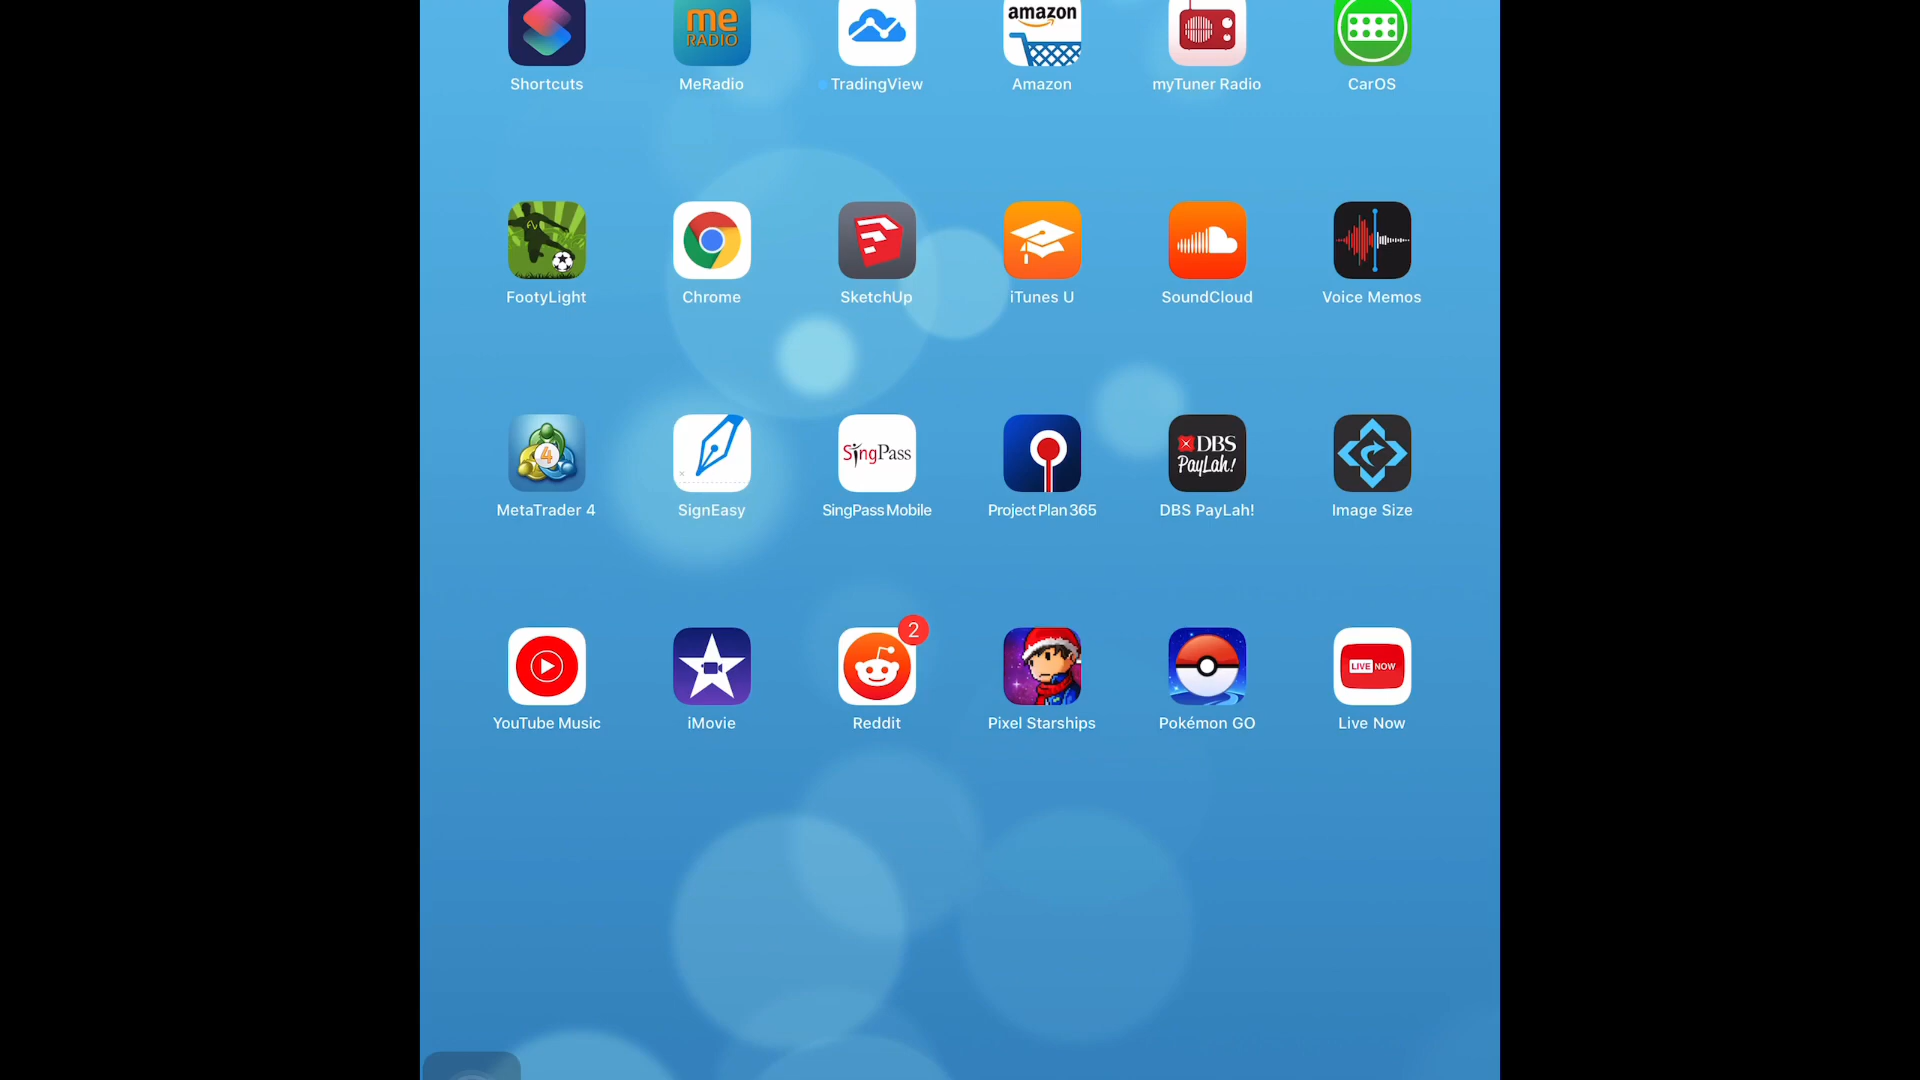 me
RADIO
amazon
Shortcuts
MeRadio
TradingView
Amazon
myTuner Radio
CarOS
FootyLight
Chrome
SketchUp
iTunes U
SoundCloud
Voice Memos
4
SingPass
DBS
PayLah!
MetaTrader 4
SignEasy
SingPass Mobile
Project Plan 365
DBS PayLah!
Image Size
2
LIVE NOW
YouTube Music
iMovie
Reddit
Pixel Starships
Pokémon GO
Live Now